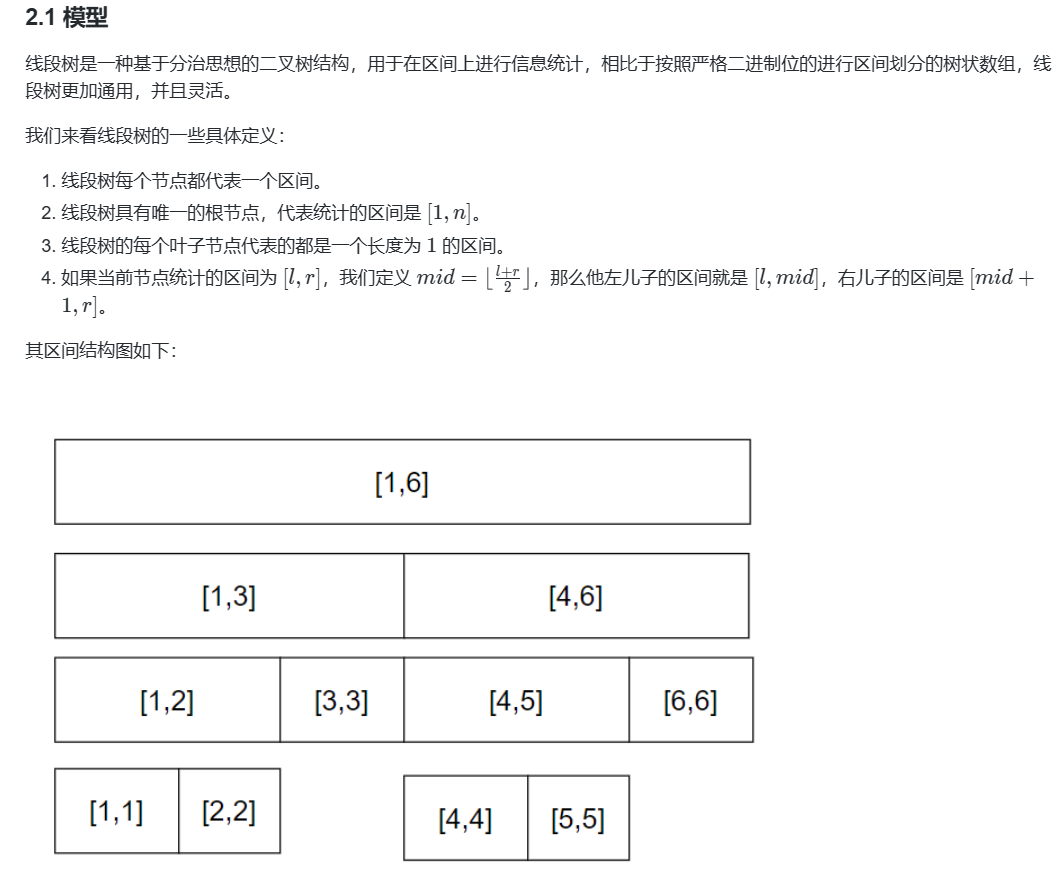 2.1 模型
线段树是一种基于分治思想的二叉树结构，用于在区间上进行信息统计，相比于按照严格二进制位的进行区间划分的树状数组，线
段树更加通用，并且灵活。
我们来看线段树的一些具体定义：
1. 线段树每个节点都代表一个区间。
2. 线段树具有唯一的根节点，代表统计的区间是 [1, n]。
3. 线段树的每个叶子节点代表的都是一个长度为 1 的区间。
4. 如果当前节点统计的区间为 [l, r]，我们定义 mid = ⌊\frac{l+r}{2}⌋，那么他左儿子的区间就是 [l, mid]，右儿子的区间是 [mid +
1, r]。
其区间结构图如下：
[1,6]
[1,3] [4,6]
[1,2] [3,3] [4,5] [6,6]
[1,1] [2,2] [4,4] [5,5]